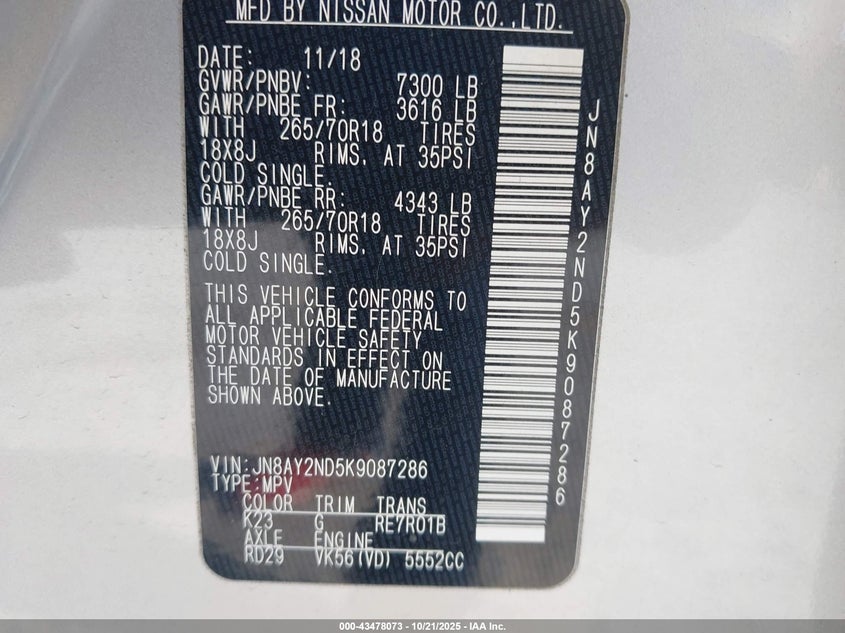 MFD BY NISSAN MOTOR CO.,LTD.
DATE: 11/18
GVWR/PNBV: 7300 LB
GAWR/PNBE FR: 3616 LB
WITH 265/70R18 TIRES
18X8J RIMS, AT 35PSI
COLD SINGLE.
GAWR/PNBE RR: 4343 LB
WITH 265/70R18 TIRES
18X8J RIMS, AT 35PSI
COLD SINGLE.
THIS VEHICLE CONFORMS TO
ALL APPLICABLE FEDERAL
MOTOR VEHICLE SAFETY
STANDARDS IN EFFECT ON
THE DATE OF MANUFACTURE
SHOWN ABOVE.
VIN:JN8AY2ND5K9087286
TYPE:MPV
COLOR TRIM TRANS
K23 G RE7R01B
AXLE ENGINE
RD29 VK56(VD) 5552CC
JN8AY2ND5K9087286
000-43478073 - 10/21/2025 - IAA Inc.